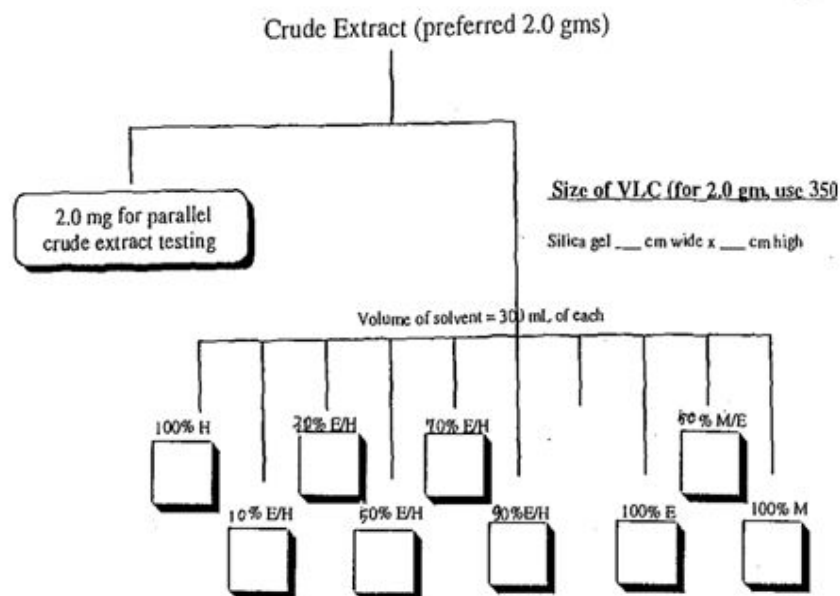 Crude Extract (preferred 2.0 gms)
2.0 mg for parallel
crude extract testing
Size of VLC (for 2.0 gm, use 350
Silica gel ___ cm wide x ___ cm high
Volume of solvent = 300 mL of each
100% H
10% E/H
20% E/H
50% E/H
70% E/H
90%E/H
100% E
% M/E
100% M